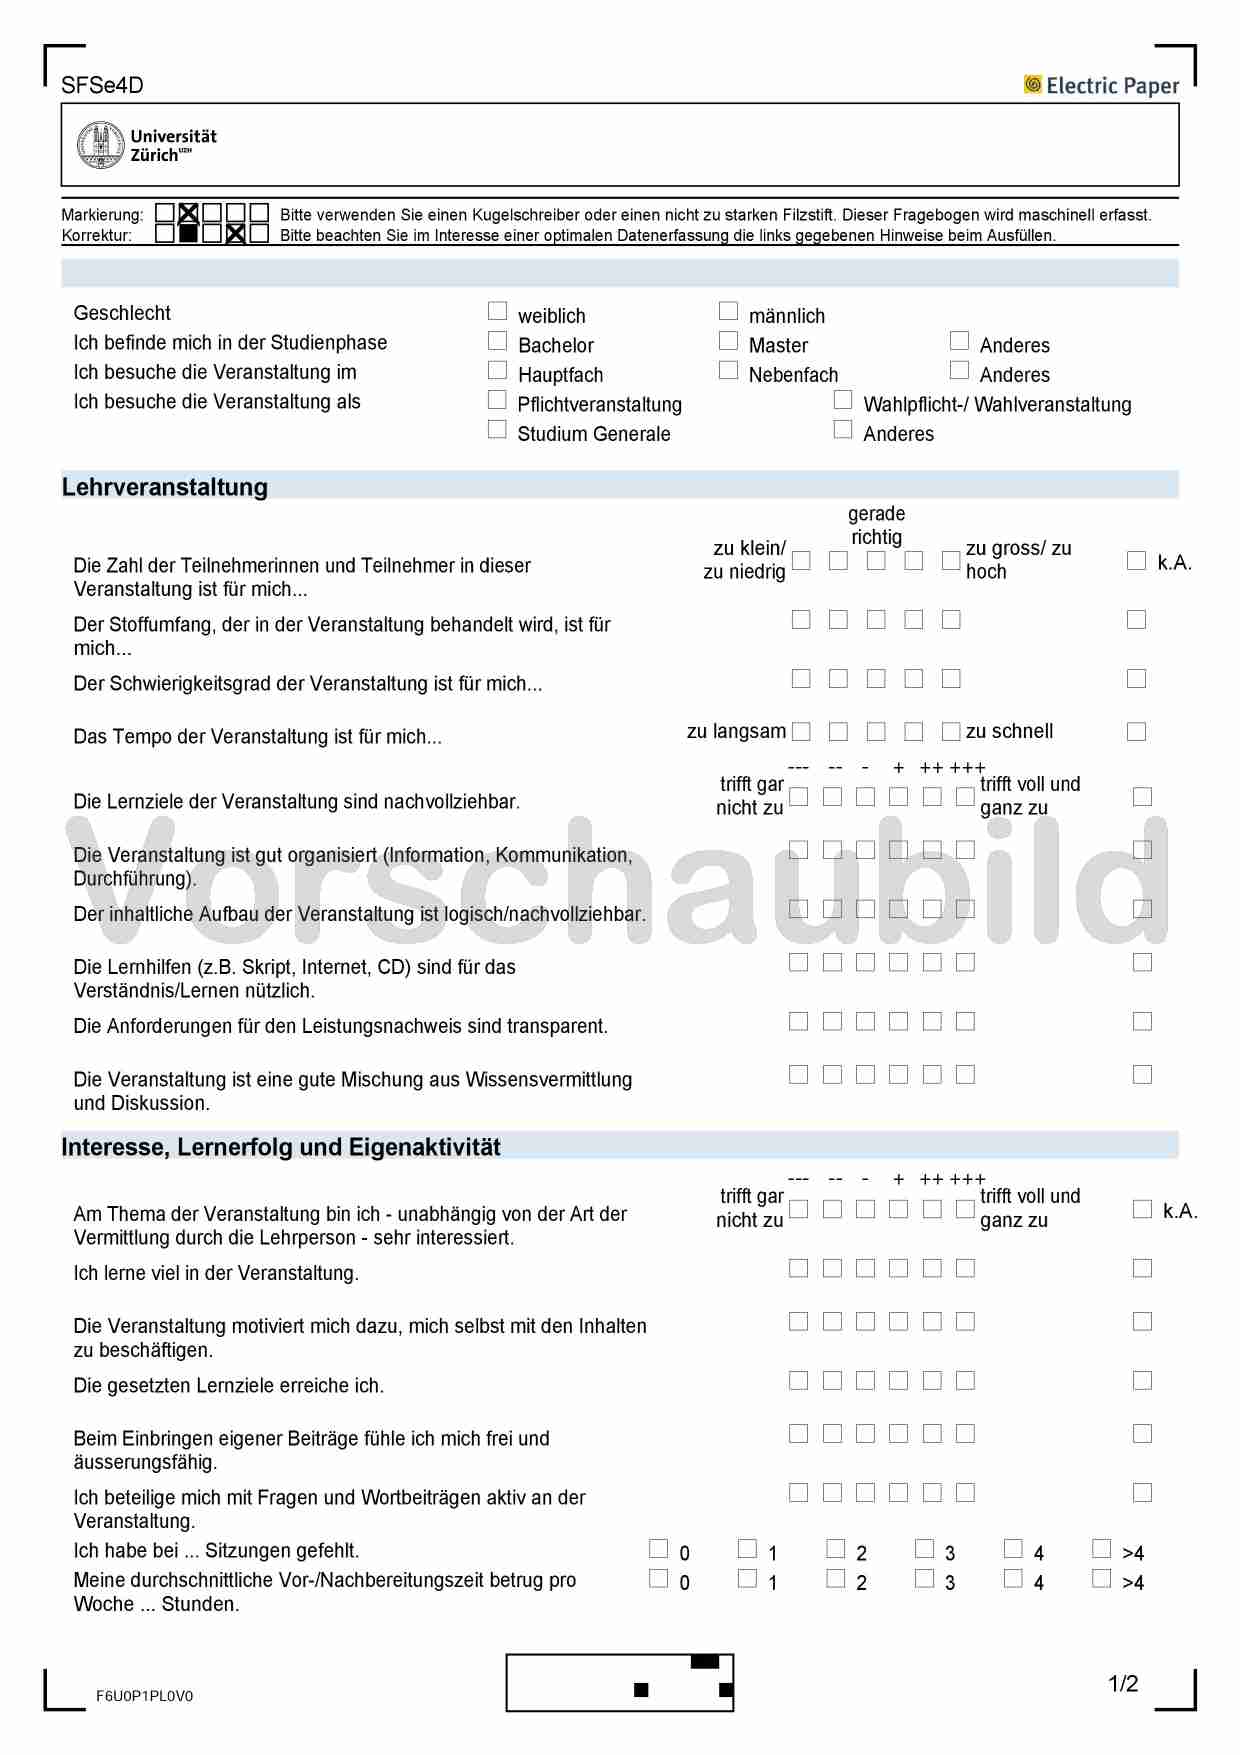 SFSe4D
Electric Paper
Universität
Zürich UZH
Markierung: Bitte verwenden Sie einen Kugelschreiber oder einen nicht zu starken Filzstift. Dieser Fragebogen wird maschinell erfasst.
Korrektur: Bitte beachten Sie im Interesse einer optimalen Datenerfassung die links gegebenen Hinweise beim Ausfüllen.
Geschlecht weiblich männlich
Ich befinde mich in der Studienphase Bachelor Master Anderes
Ich besuche die Veranstaltung im Hauptfach Nebenfach Anderes
Ich besuche die Veranstaltung als Pflichtveranstaltung Wahlpflicht-/ Wahlveranstaltung
Studium Generale Anderes
Lehrveranstaltung
gerade
richtig
zu klein/ zu gross/ zu
zu niedrig hoch k.A.
Die Zahl der Teilnehmerinnen und Teilnehmer in dieser
Veranstaltung ist für mich...
Der Stoffumfang, der in der Veranstaltung behandelt wird, ist für
mich...
Der Schwierigkeitsgrad der Veranstaltung ist für mich...
Das Tempo der Veranstaltung ist für mich... zu langsam zu schnell
--- -- - + ++ +++
trifft gar trifft voll und
nicht zu ganz zu
Die Lernziele der Veranstaltung sind nachvollziehbar.
Vorschaubild
Die Veranstaltung ist gut organisiert (Information, Kommunikation,
Durchführung).
Der inhaltliche Aufbau der Veranstaltung ist logisch/nachvollziehbar.
Die Lernhilfen (z.B. Skript, Internet, CD) sind für das
Verständnis/Lernen nützlich.
Die Anforderungen für den Leistungsnachweis sind transparent.
Die Veranstaltung ist eine gute Mischung aus Wissensvermittlung
und Diskussion.
Interesse, Lernerfolg und Eigenaktivität
--- -- - + ++ +++
trifft gar trifft voll und
nicht zu ganz zu k.A.
Am Thema der Veranstaltung bin ich - unabhängig von der Art der
Vermittlung durch die Lehrperson - sehr interessiert.
Ich lerne viel in der Veranstaltung.
Die Veranstaltung motiviert mich dazu, mich selbst mit den Inhalten
zu beschäftigen.
Die gesetzten Lernziele erreiche ich.
Beim Einbringen eigener Beiträge fühle ich mich frei und
äusserungsfähig.
Ich beteilige mich mit Fragen und Wortbeiträgen aktiv an der
Veranstaltung.
Ich habe bei ... Sitzungen gefehlt. 0 1 2 3 4 >4
Meine durchschnittliche Vor-/Nachbereitungszeit betrug pro 0 1 2 3 4 >4
Woche ... Stunden.
F6U0P1PL0V0
1/2